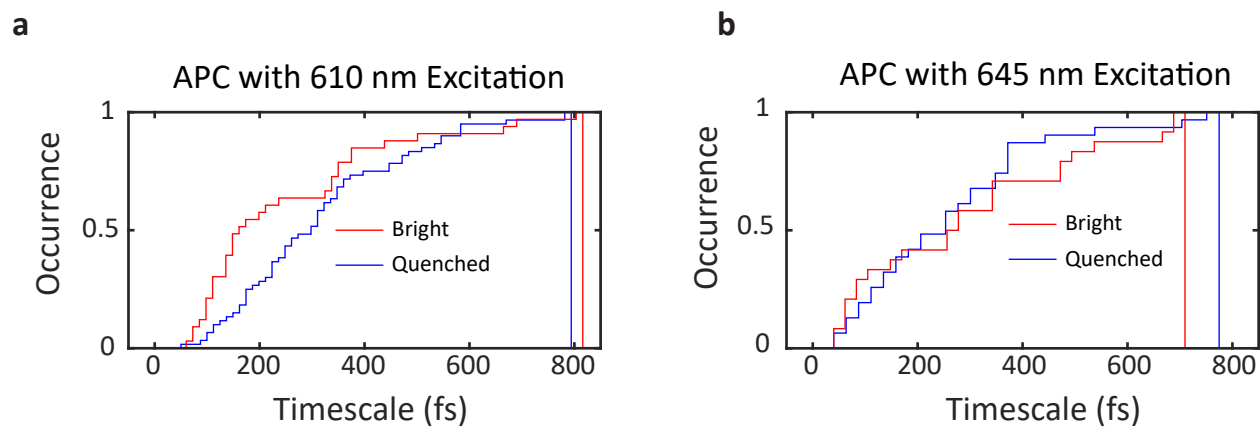 a
APC with 610 nm Excitation
Occurrence
1
0.5
0
Bright
Quenched
0
200
400
600
800
Timescale (fs)
b
APC with 645 nm Excitation
Occurrence
1
0.5
0
Bright
Quenched
0
200
400
600
800
Timescale (fs)